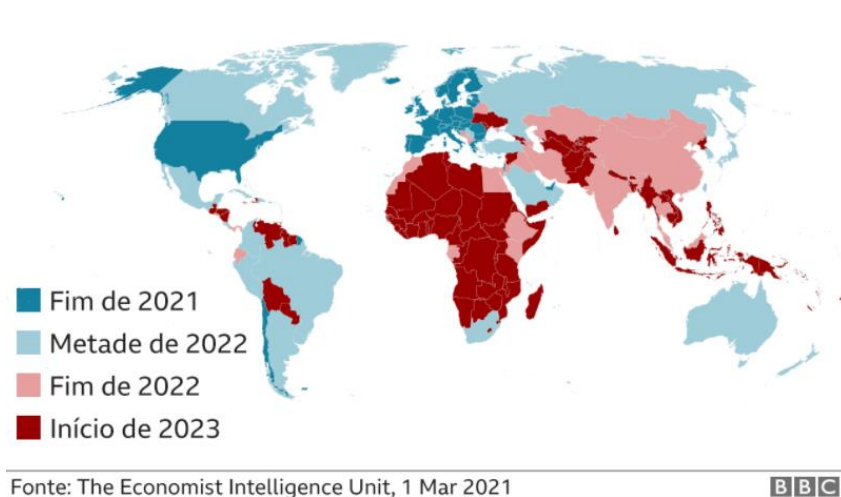 Fim de 2021
Metade de 2022
Fim de 2022
Início de 2023
Fonte: The Economist Intelligence Unit, 1 Mar 2021
BBC